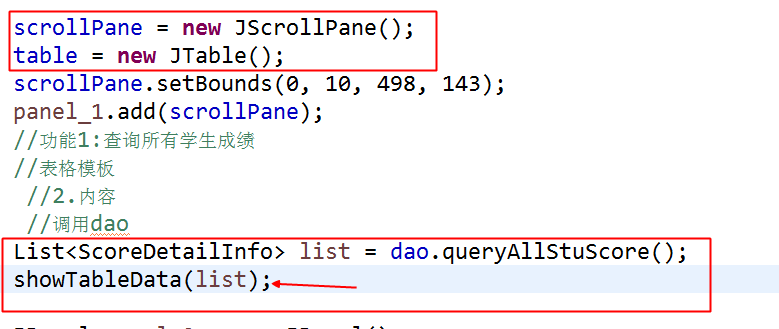 scrollPane = new JScrollPane();
table = new JTable();
scrollPane.setBounds(0, 10, 498, 143);
panel_1.add(scrollPane);
//功能1:查询所有学生成绩
//表格模板
//2.内容
//调用dao
List<ScoreDetailInfo> list = dao.queryAllStuScore();
showTableData(list);